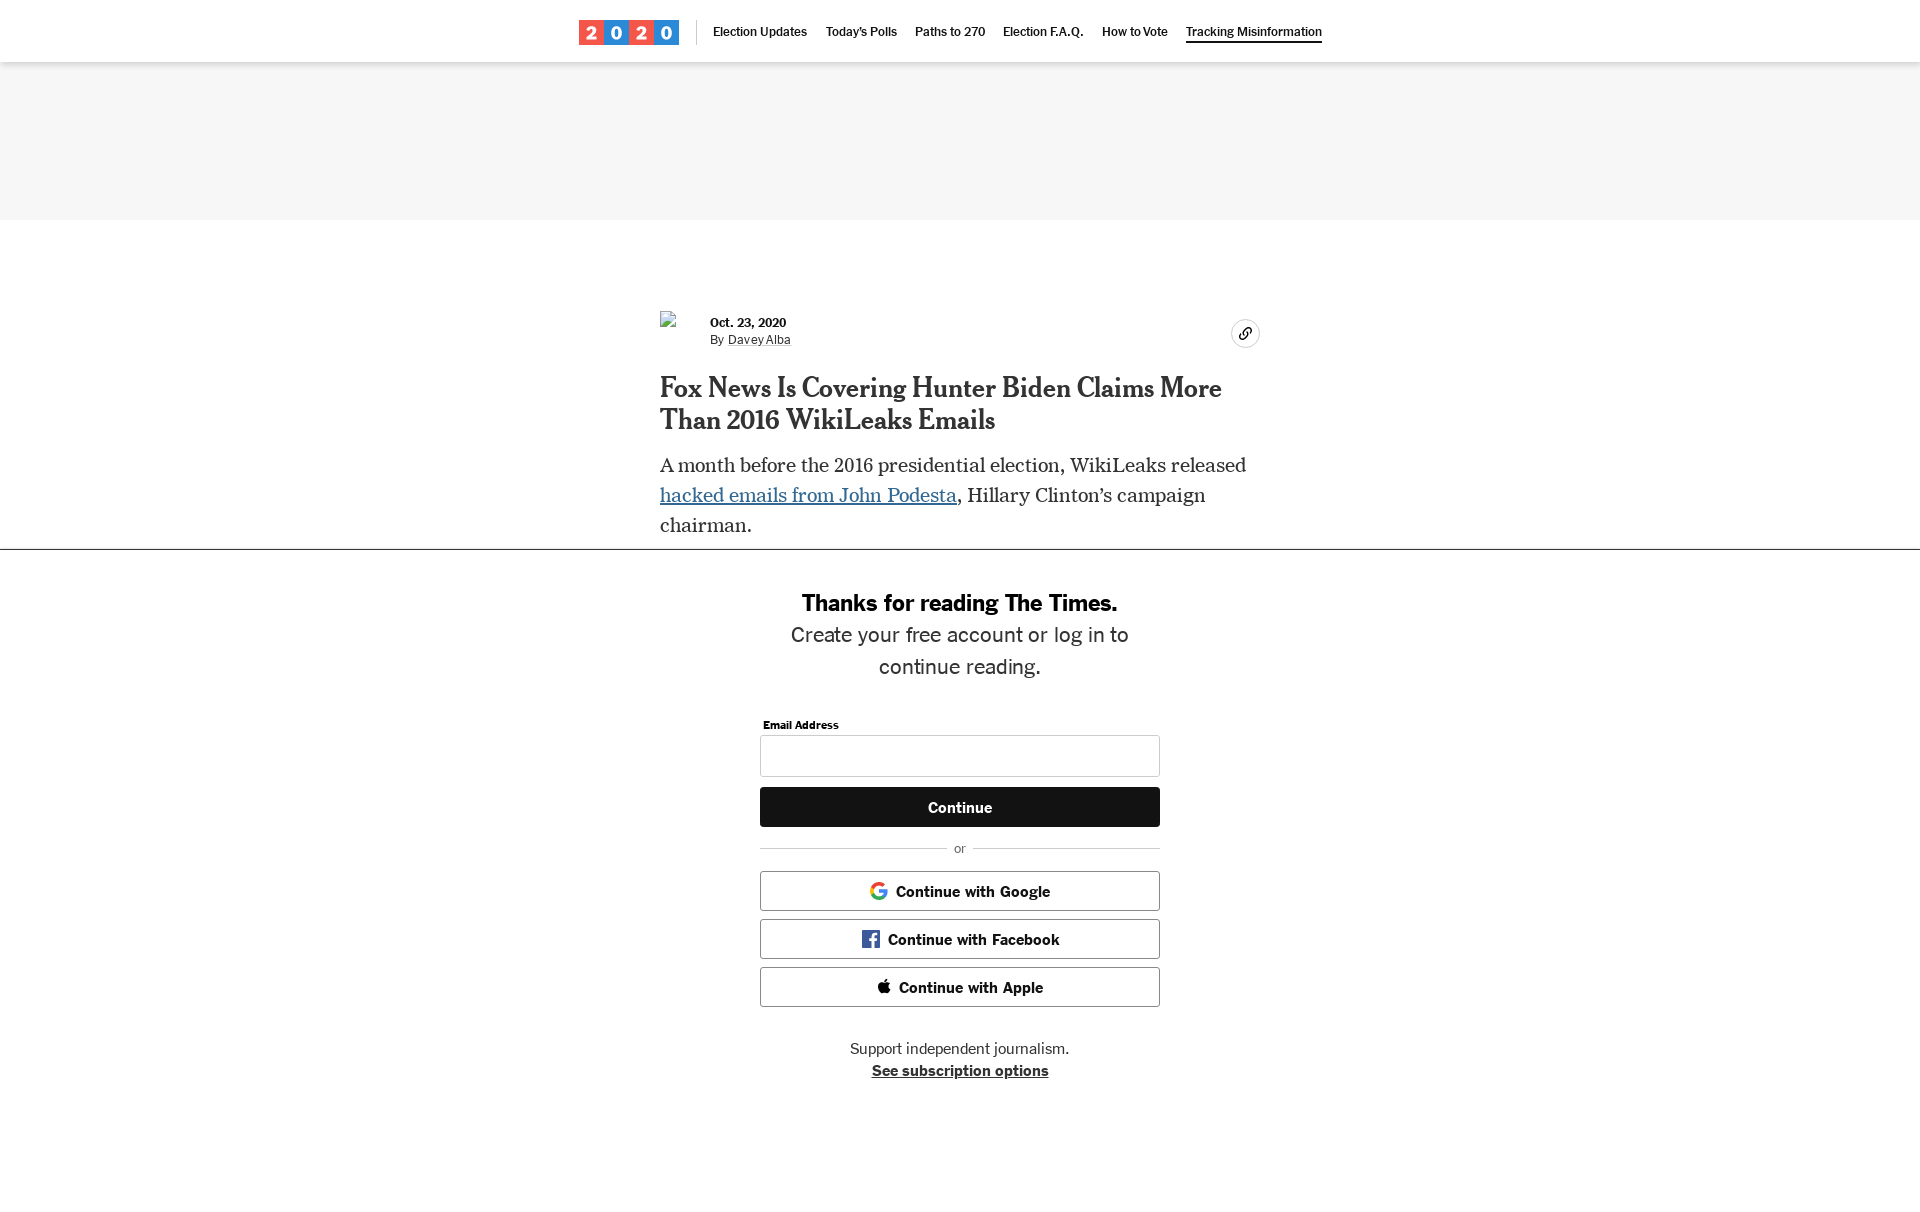 2020
Election Updates
Today's Polls
Paths to 270
Election F.A.Q.
How to Vote
Tracking Misinformation
Oct. 23, 2020
By Davey Alba
Fox News Is Covering Hunter Biden Claims More
Than 2016 WikiLeaks Emails
A month before the 2016 presidential election, WikiLeaks released
hacked emails from John Podesta, Hillary Clinton’s campaign
chairman.
Thanks for reading The Times.
Create your free account or log in to
continue reading.
Email Address
Continue
or
Continue with Google
Continue with Facebook
Continue with Apple
Support independent journalism.
See subscription options